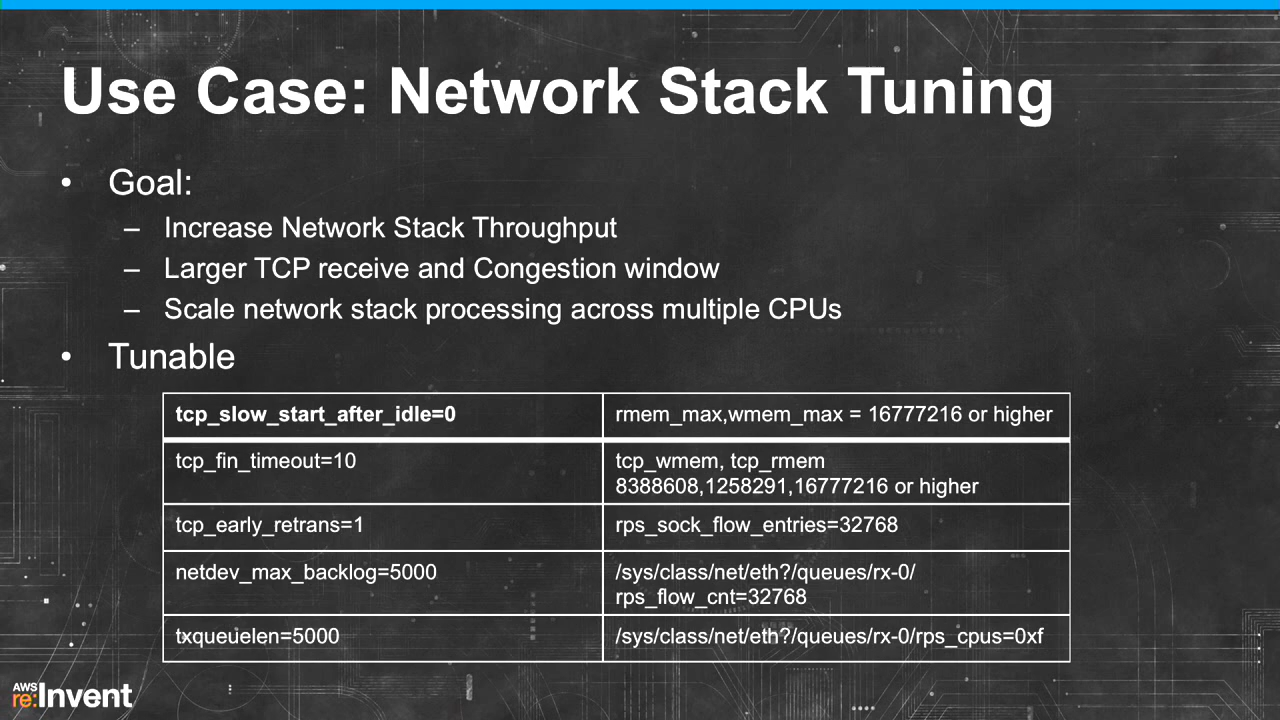 Use Case: Network Stack Tuning
• Goal:
– Increase Network Stack Throughput
– Larger TCP receive and Congestion window
– Scale network stack processing across multiple CPUs
• Tunable
tcp_slow_start_after_idle=0
rmem_max,wmem_max = 16777216 or higher
tcp_fin_timeout=10
tcp_wmem, tcp_rmem
8388608,1258291,16777216 or higher
tcp_early_retrans=1
rps_sock_flow_entries=32768
netdev_max_backlog=5000
/sys/class/net/eth?/queues/rx-0/
rps_flow_cnt=32768
txqueuelen=5000
/sys/class/net/eth?/queues/rx-0/rps_cpus=0xf
AWS
re:Invent